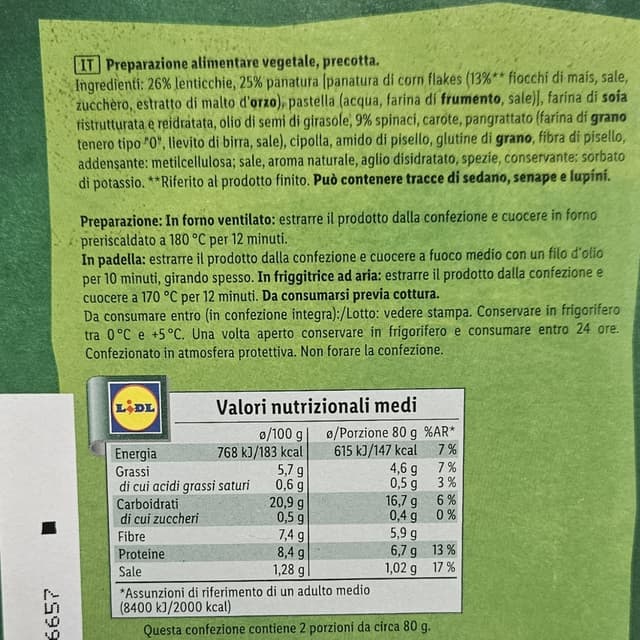 IT Preparazione alimentare vegetale, precotta.
Ingredienti: 26% lenticchie, 25% panatura [panatura di corn flakes (13%** fiocchi di mais, sale,
zucchero, estratto di malto d'orzo), pastella (acqua, farina di frumento, sale)], farina di soia
ristrutturata e reidratata, olio di semi di girasole, 9% spinaci, carote, pangrattato (farina di grano
tenero tipo "0", llevito di birra, sale), cipolla, amido di pisello, glutine di grano, fibra di pisello,
addensante: metilcellulosa; sale, aroma naturale, aglio disidratato, spezie, conservante: sorbato
di potassio. **Riferito al prodotto finito. Può contenere tracce di sedano, senape e lupini.
Preparazione: In forno ventilato: estrarre il prodotto dalla confezione e cuocere in forno
preriscaldato a 180 °C per 12 minuti.
In padella: estrarre il prodotto dalla confezione e cuocere a fuoco medio con un filo d'olio
per 10 minuti, girando spesso. In friggitrice ad aria: estrarre il prodotto dalla confezione e
cuocere a 170 °C per 12 minuti. Da consumarsi previa cottura.
Da consumare entro (in confezione integra):/Lotto: vedere stampa. Conservare in frigorifero
tra 0°C e +5°C. Una volta aperto conservare in frigorifero e consumare entro 24 ore.
Confezionato in atmosfera protettiva. Non forare la confezione.
LIDL
Valori nutrizionali medi
ø/100 g ø/Porzione 80 g %AR*
Energia 768 kJ/183 kcal 615 kJ/147 kcal 7 %
Grassi 5,7 g 4,6 g 7 %
di cui acidi grassi saturi 0,6 g 0,5 g 3 %
Carboidrati 20,9 g 16,7 g 6 %
di cui zuccheri 0,5 g 0,4 g 0 %
Fibre 7,4 g 5,9 g
Proteine 8,4 g 6,7 g 13 %
Sale 1,28 g 1,02 g 17 %
*Assunzioni di riferimento di un adulto medio
(8400 kJ/2000 kcal)
Questa confezione contiene 2 porzioni da circa 80 g.
6657